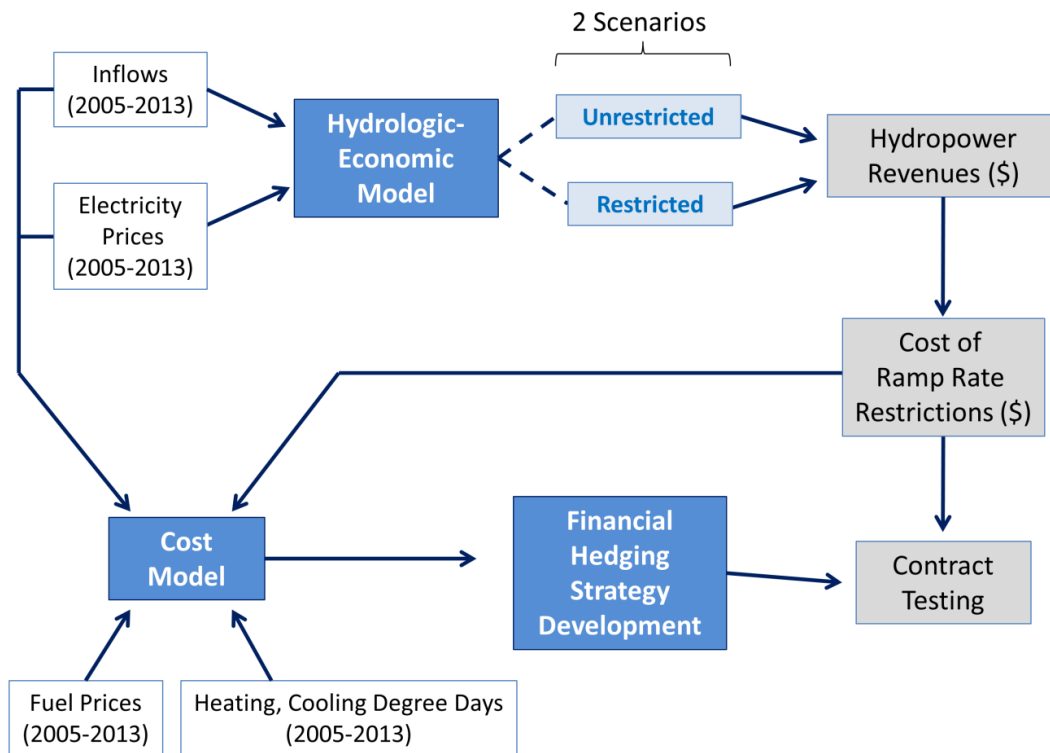 2 Scenarios
Inflows
(2005-2013)
Hydrologic-
Economic
Model
Unrestricted
Restricted
Hydropower
Revenues ($)
Electricity
Prices
(2005-2013)
Cost of
Ramp Rate
Restrictions ($)
Cost
Model
Financial
Hedging
Strategy
Development
Contract
Testing
Fuel Prices
(2005-2013)
Heating, Cooling Degree Days
(2005-2013)